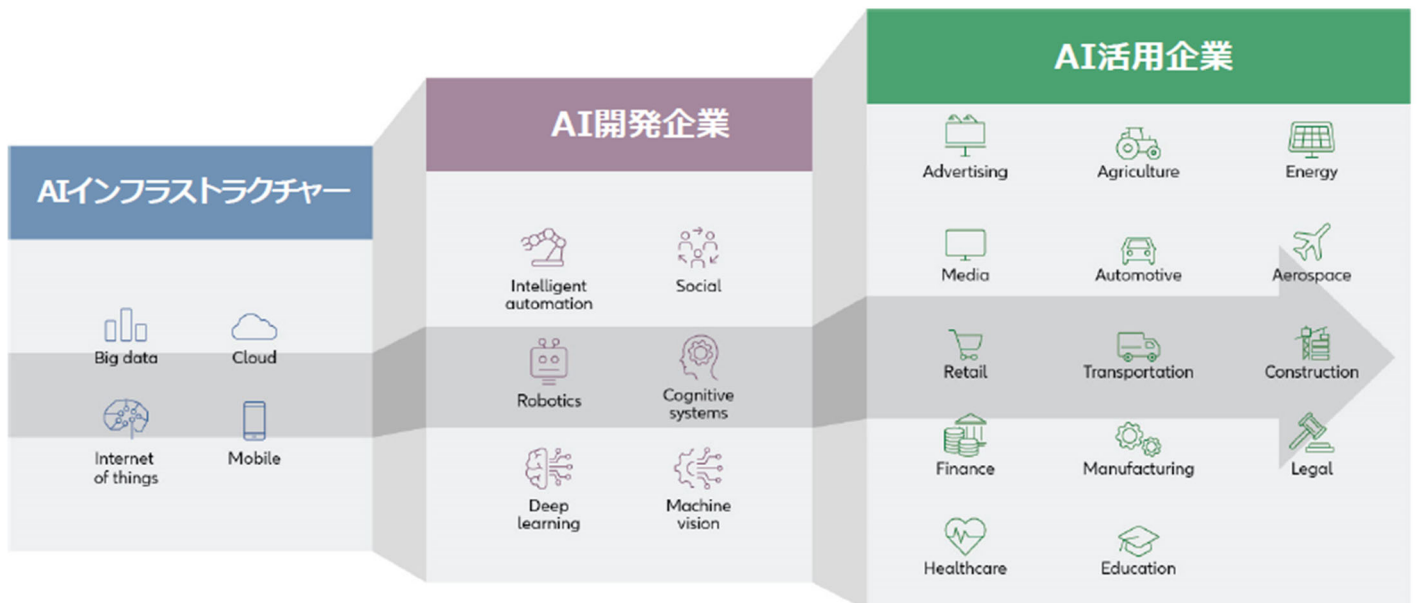 AIインフラストラクチャー
Big data
Cloud
Internet
of things
Mobile
AI開発企業
Intelligent
automation
Social
Robotics
Cognitive
systems
Deep
learning
Machine
vision
AI活用企業
Advertising
Agriculture
Energy
Media
Automotive
Aerospace
Retail
Transportation
Construction
Finance
Manufacturing
Legal
Healthcare
Education